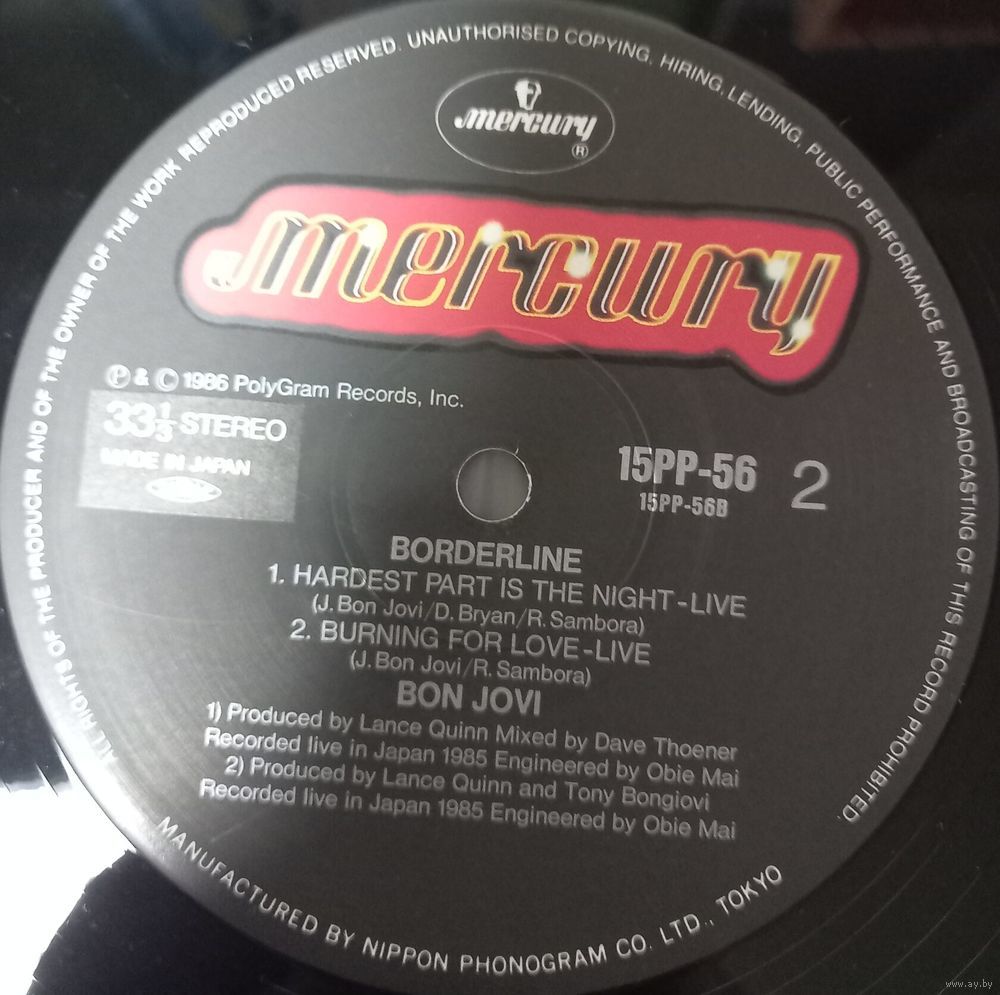 ALL RIGHTS OF THE PRODUCER AND OF THE OWNER OF THE WORK REPRODUCED RESERVED. UNAUTHORISED COPYING, HIRING, LENDING, PUBLIC PERFORMANCE AND BROADCASTING OF THIS RECORD PROHIBITED.
mercury
®
mercury
℗ & © 1986 PolyGram Records, Inc.
33⅓ STEREO
MADE IN JAPAN
15PP-56 2
15PP-56B
BORDERLINE
1. HARDEST PART IS THE NIGHT-LIVE
(J. Bon Jovi/D. Bryan/R. Sambora)
2. BURNING FOR LOVE-LIVE
(J. Bon Jovi/R. Sambora)
BON JOVI
1) Produced by Lance Quinn Mixed by Dave Thoener
Recorded live in Japan 1985 Engineered by Obie Mai
2) Produced by Lance Quinn and Tony Bongiovi
Recorded live in Japan 1985 Engineered by Obie Mai
MANUFACTURED BY NIPPON PHONOGRAM CO. LTD., TOKYO
www.ay.by